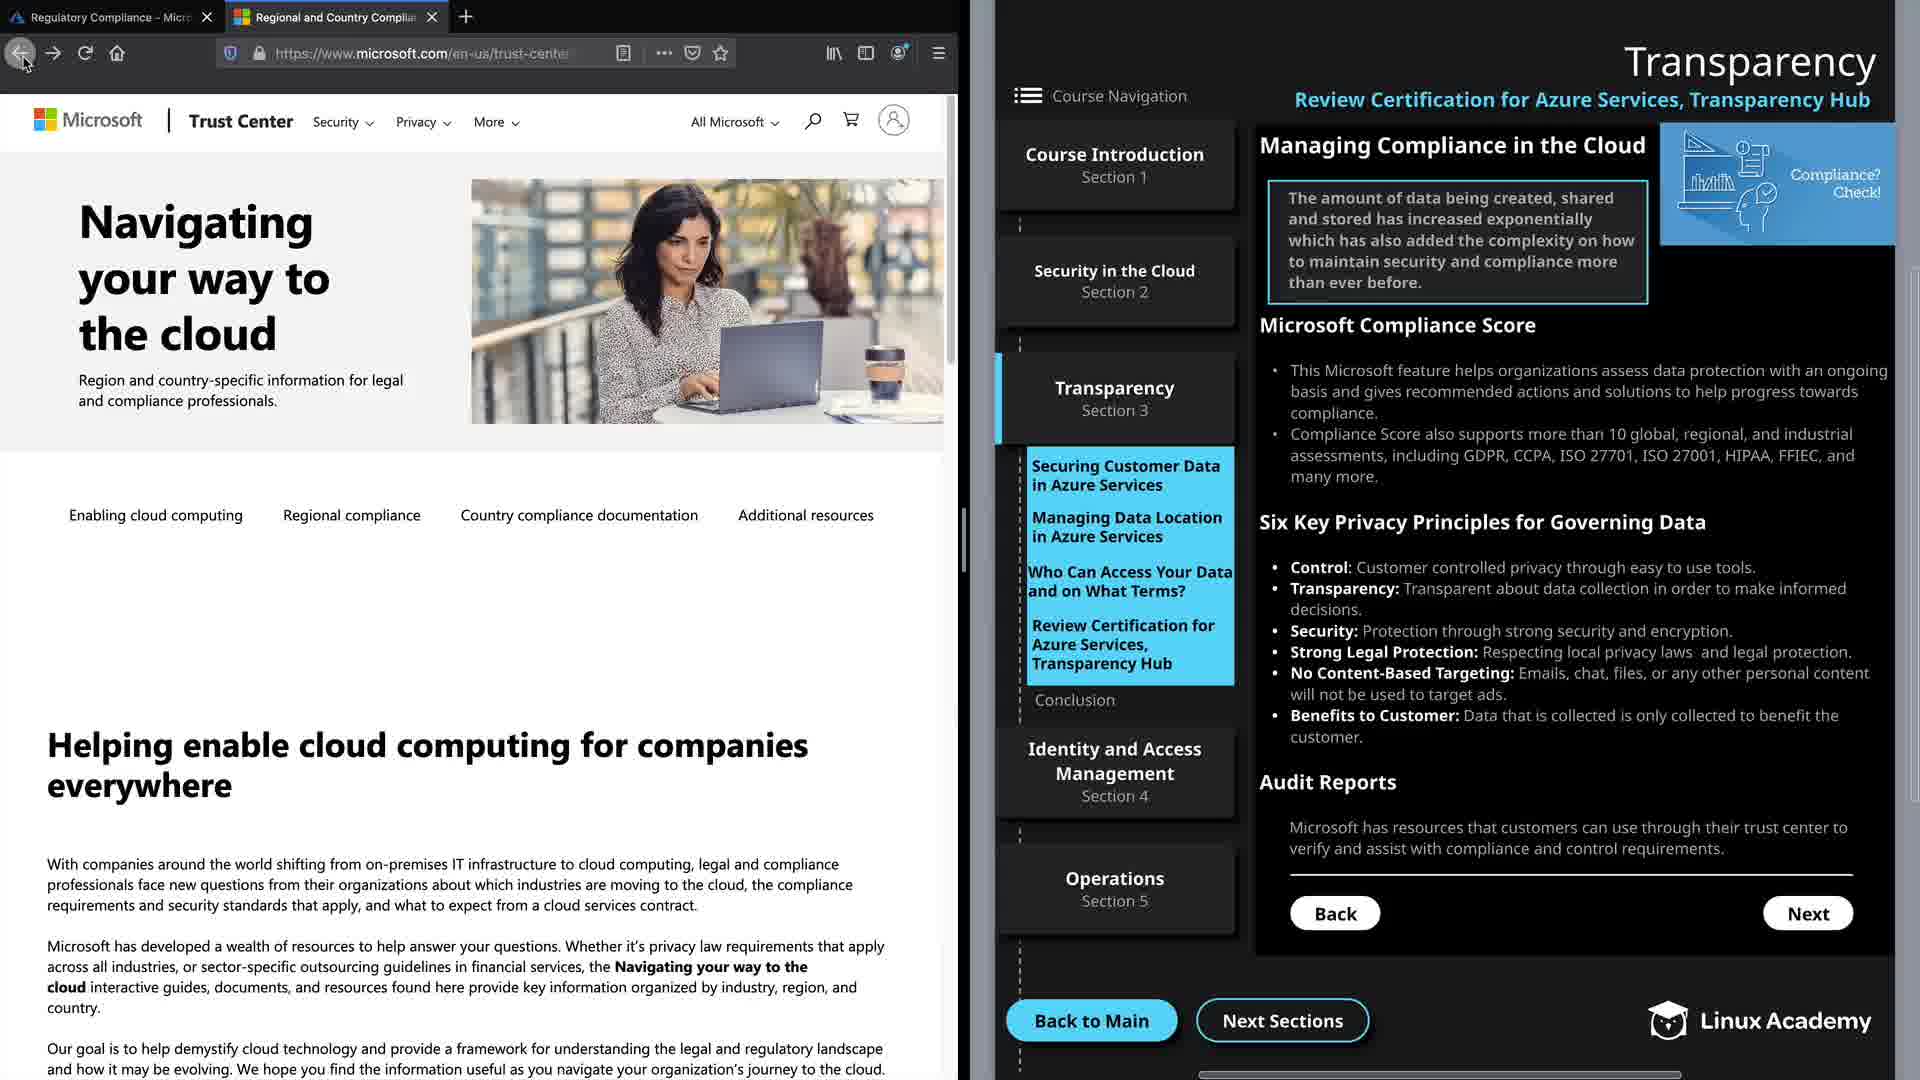 Regulatory Compliance - Micro
Regional and Country Complia
https://www.microsoft.com/en-us/trust-cente
Microsoft
Trust Center
Security
Privacy
More
All Microsoft
Navigating
your way to
the cloud
Region and country-specific information for legal
and compliance professionals.
Enabling cloud computing
Regional compliance
Country compliance documentation
Additional resources
Helping enable cloud computing for companies
everywhere
With companies around the world shifting from on-premises IT infrastructure to cloud computing, legal and compliance
professionals face new questions from their organizations about which industries are moving to the cloud, the compliance
requirements and security standards that apply, and what to expect from a cloud services contract.
Microsoft has developed a wealth of resources to help answer your questions. Whether it's privacy law requirements that apply
across all industries, or sector-specific outsourcing guidelines in financial services, the Navigating your way to the
cloud interactive guides, documents, and resources found here provide key information organized by industry, region, and
country.
Our goal is to help demystify cloud technology and provide a framework for understanding the legal and regulatory landscape
and how it may be evolving. We hope you find the information useful as you navigate your organization's journey to the cloud.
Transparency
Review Certification for Azure Services, Transparency Hub
Course Navigation
Course Introduction
Section 1
Security in the Cloud
Section 2
Transparency
Section 3
Securing Customer Data
in Azure Services
Managing Data Location
in Azure Services
Who Can Access Your Data
and on What Terms?
Review Certification for
Azure Services,
Transparency Hub
Conclusion
Identity and Access
Management
Section 4
Operations
Section 5
Managing Compliance in the Cloud
Compliance?
Check!
The amount of data being created, shared
and stored has increased exponentially
which has also added the complexity on how
to maintain security and compliance more
than ever before.
Microsoft Compliance Score
• This Microsoft feature helps organizations assess data protection with an ongoing
basis and gives recommended actions and solutions to help progress towards
compliance.
• Compliance Score also supports more than 10 global, regional, and industrial
assessments, including GDPR, CCPA, ISO 27701, ISO 27001, HIPAA, FFIEC, and
many more.
Six Key Privacy Principles for Governing Data
• Control: Customer controlled privacy through easy to use tools.
• Transparency: Transparent about data collection in order to make informed
decisions.
• Security: Protection through strong security and encryption.
• Strong Legal Protection: Respecting local privacy laws and legal protection.
• No Content-Based Targeting: Emails, chat, files, or any other personal content
will not be used to target ads.
• Benefits to Customer: Data that is collected is only collected to benefit the
customer.
Audit Reports
Microsoft has resources that customers can use through their trust center to
verify and assist with compliance and control requirements.
Back
Next
Back to Main
Next Sections
Linux Academy